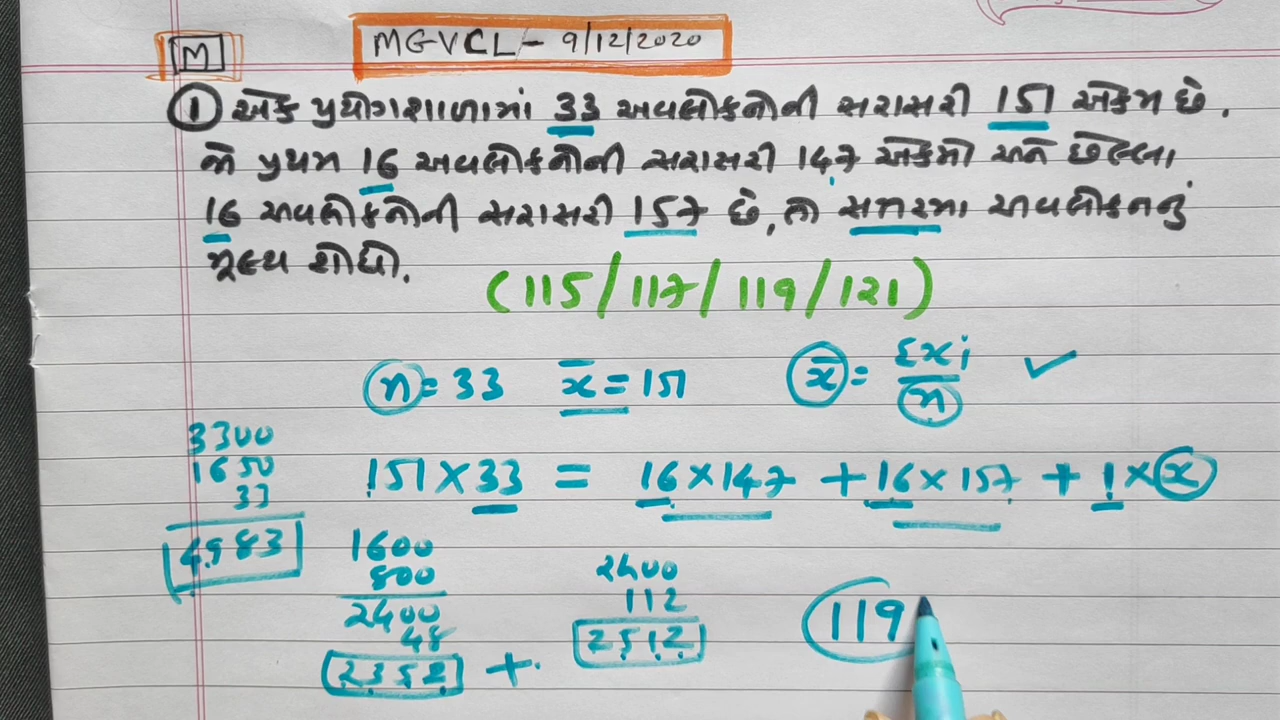 M
MGVCL - 9/12/2020
① એક પ્રયોગશાળામાં 33 અવલોકનોની સરાસરી 151 એકમ છે.
જો પ્રથમ 16 અવલોકનોની સરાસરી 147 એકમો અને છેલ્લા
16 અવલોકનોની સરાસરી 157 છે, તો સત્તરમા અવલોકનનું
મૂલ્ય શોધો.
(115/117/119/121)
n = 33 x̄ = 151 x̄ = Σxi/n ✓
3300
1650
33
4983
151 × 33 = 16 × 147 + 16 × 157 + 1 × x
1600
800
2400
48
2352 +
2400
112
2512
119